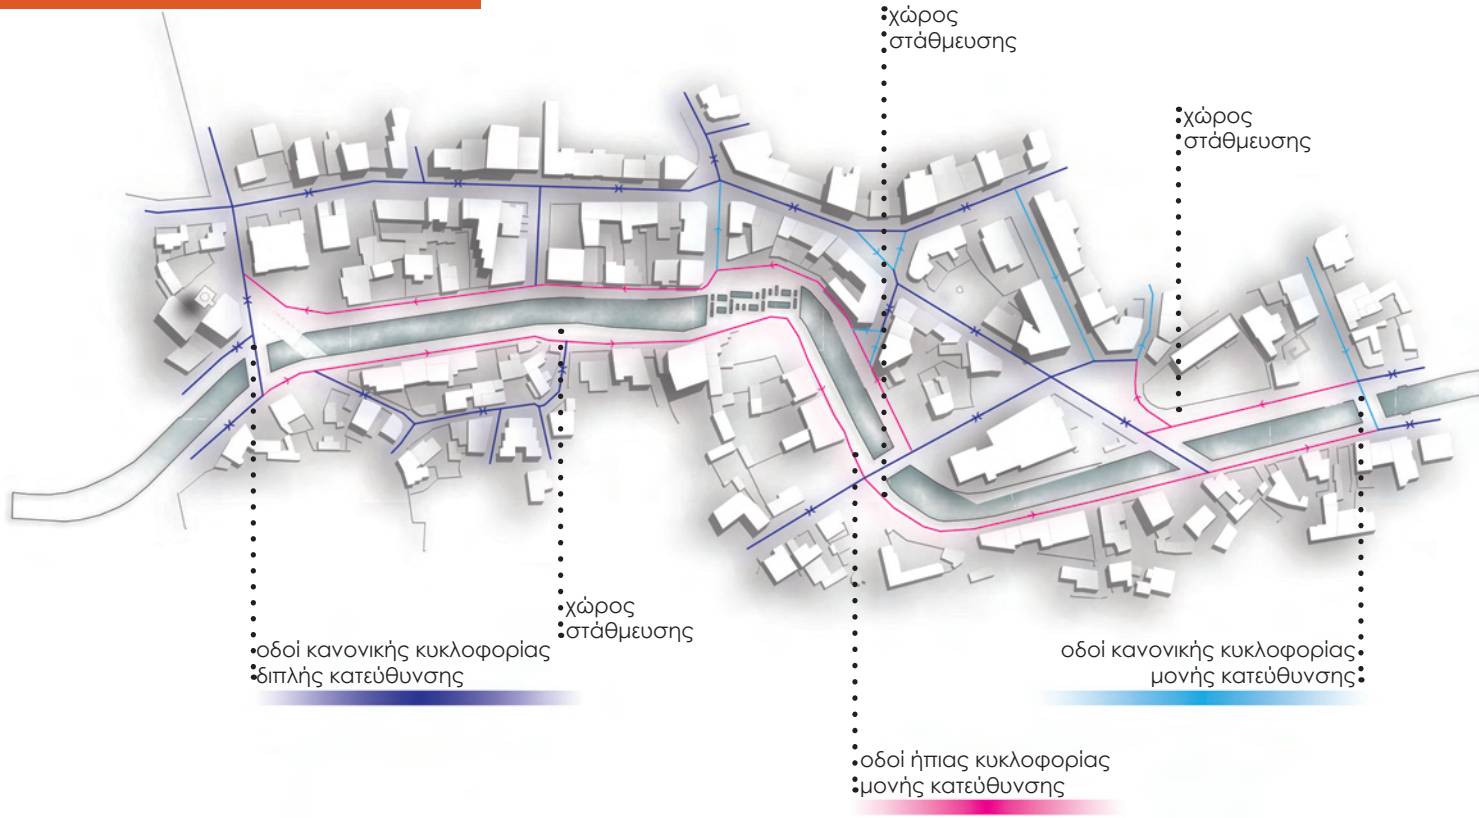 χώρος
στάθμευσης
χώρος
στάθμευσης
χώρος
στάθμευσης
οδοί κανονικής κυκλοφορίας
διπλής κατεύθυνσης
οδοί κανονικής κυκλοφορίας
μονής κατεύθυνσης
οδοί ήπιας κυκλοφορίας
μονής κατεύθυνσης